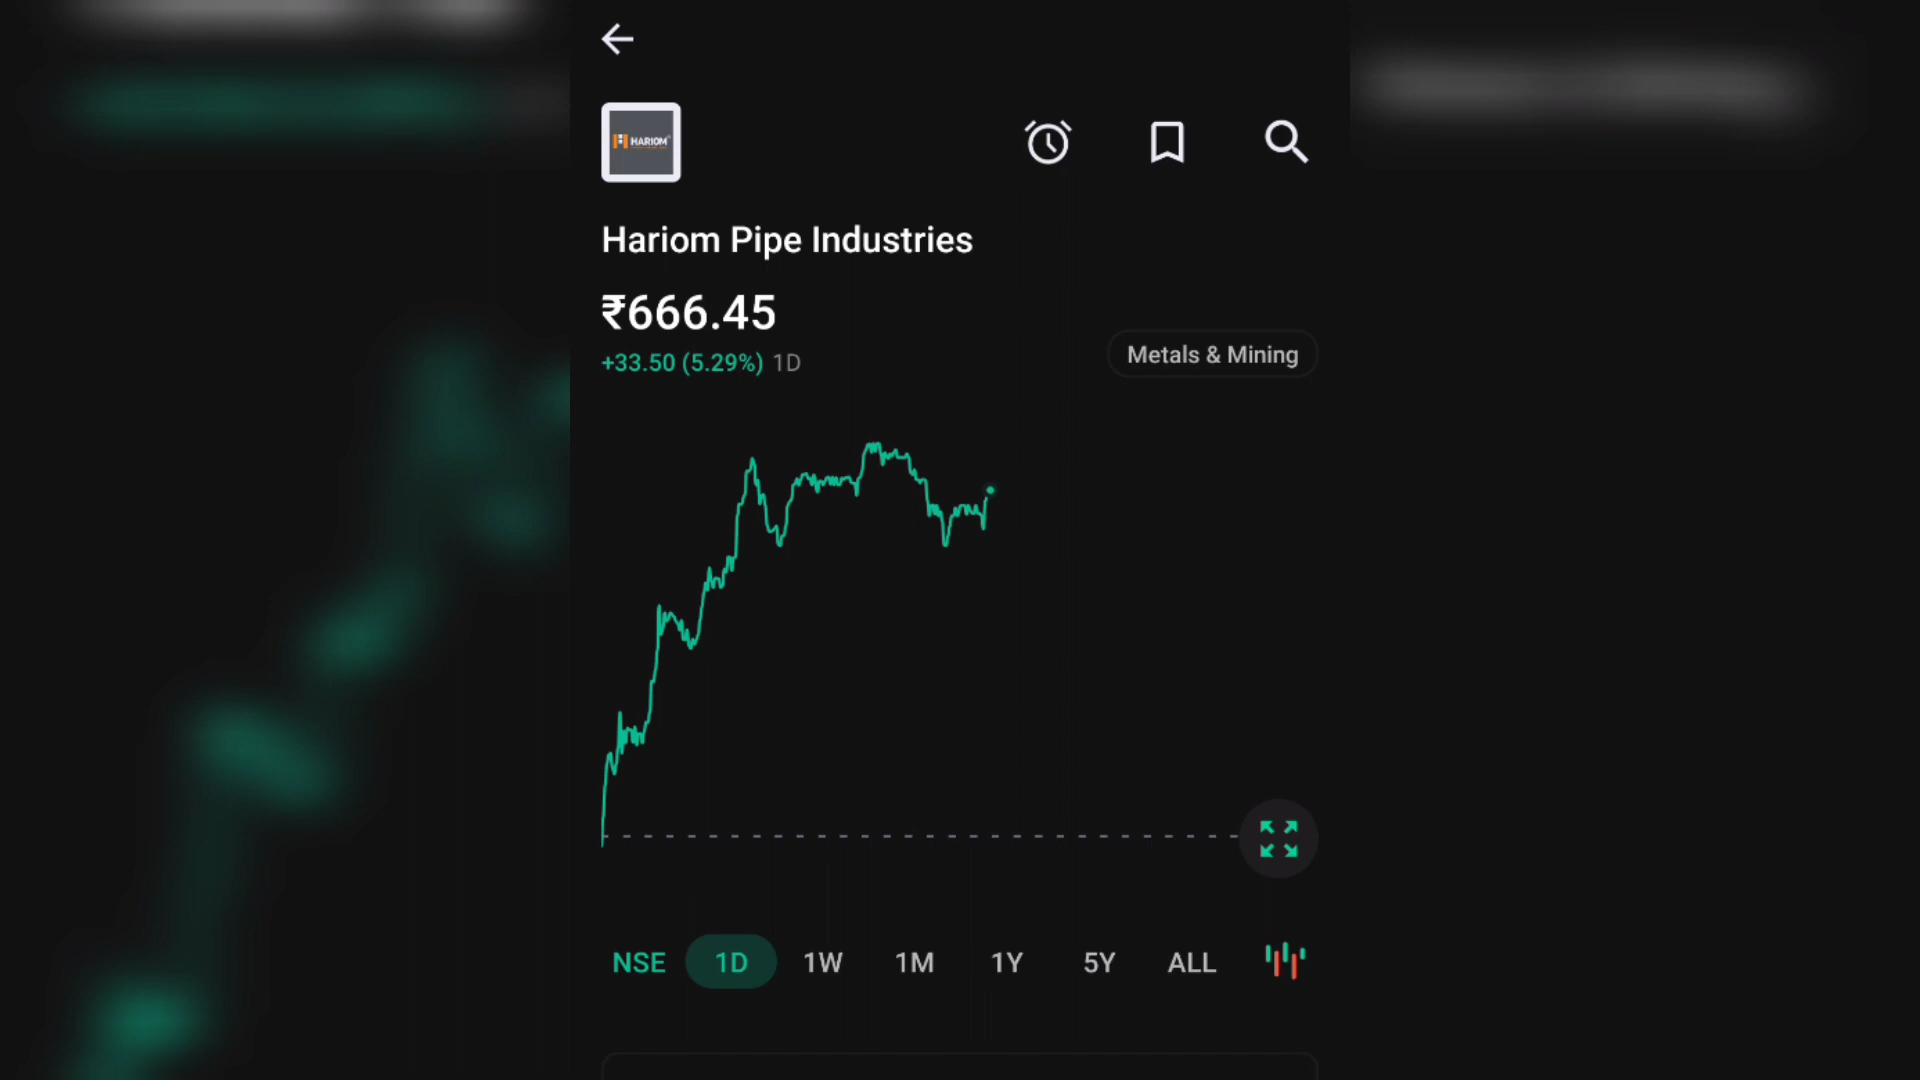 HARIOM
Hariom Pipe Industries
₹666.45
+33.50 (5.29%) 1D
Metals & Mining
NSE 1D 1W 1M 1Y 5Y ALL